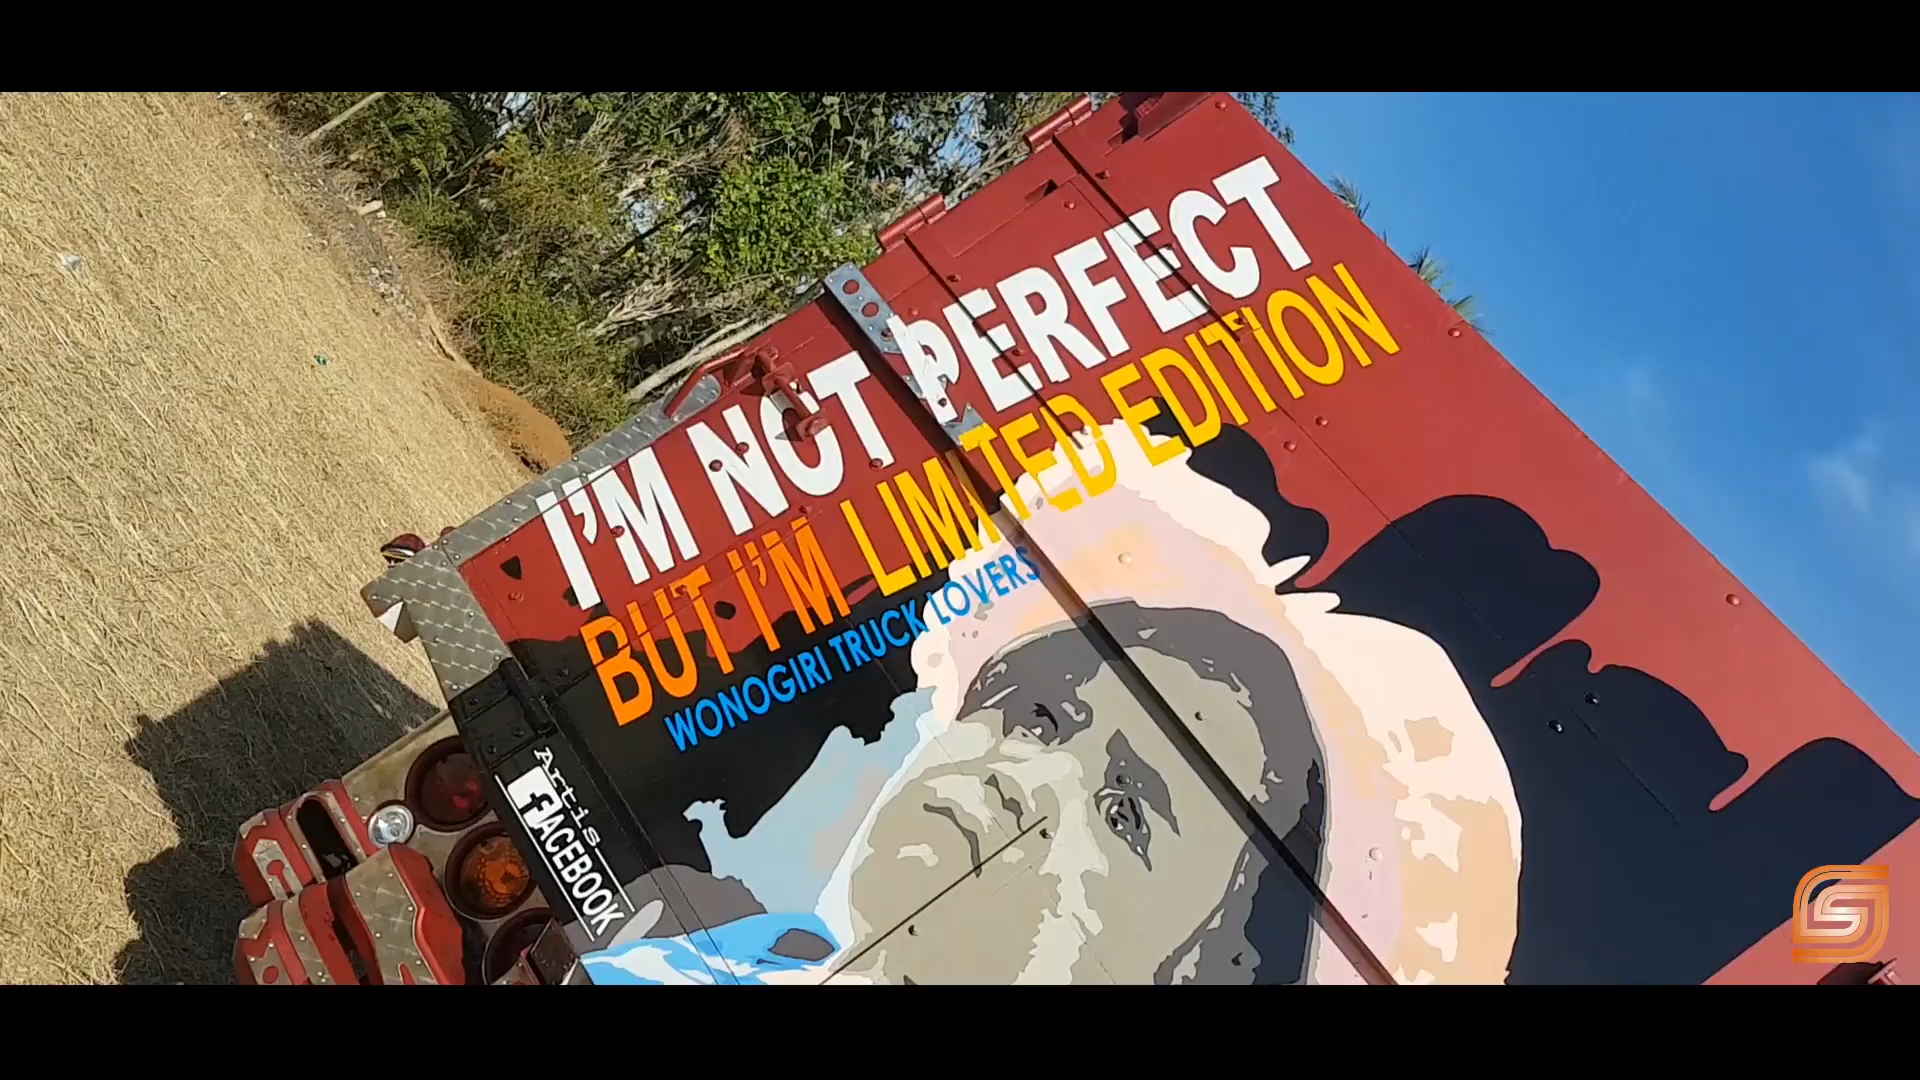 I'M NOT PERFECT
BUT I'M LIMITED EDITION
WONOGIRI TRUCK LOVERS
Artis
FACEBOOK